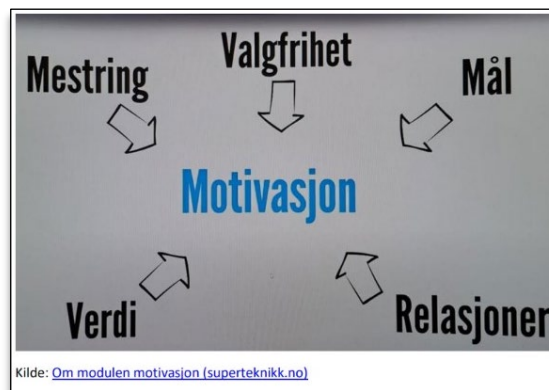 Mestring
Valgfrihet
Mål
Motivasjon
Verdi
Relasjoner
Kilde: Om modulen motivasjon (superteknikk.no)